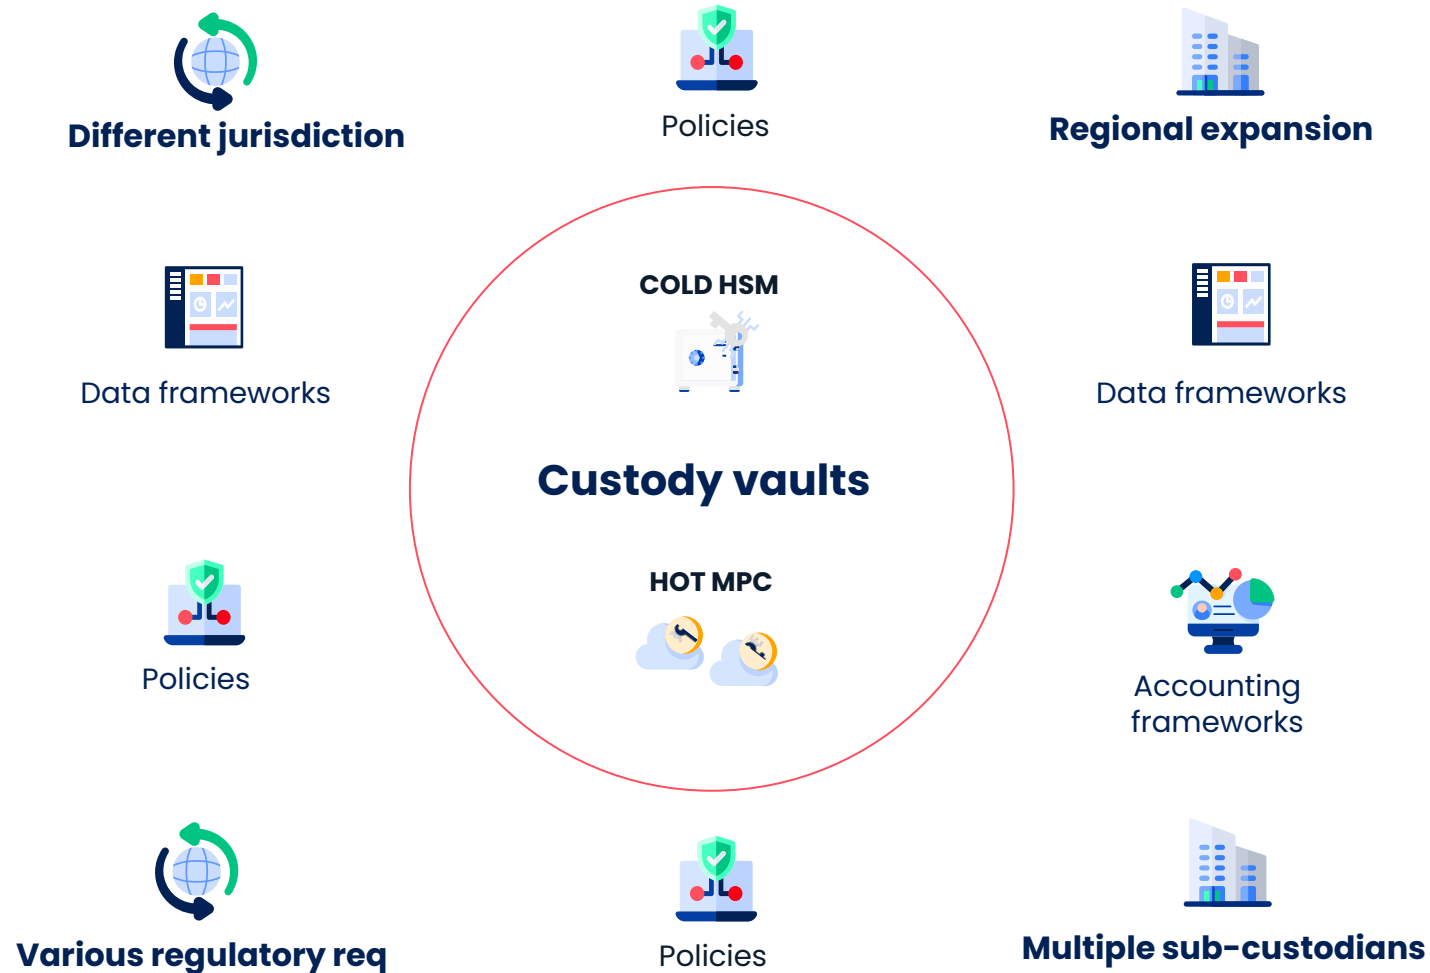 Different jurisdiction
Policies
Regional expansion
COLD HSM
Data frameworks
Data frameworks
Custody vaults
HOT MPC
Policies
Accounting
frameworks
Various regulatory req
Policies
Multiple sub-custodians